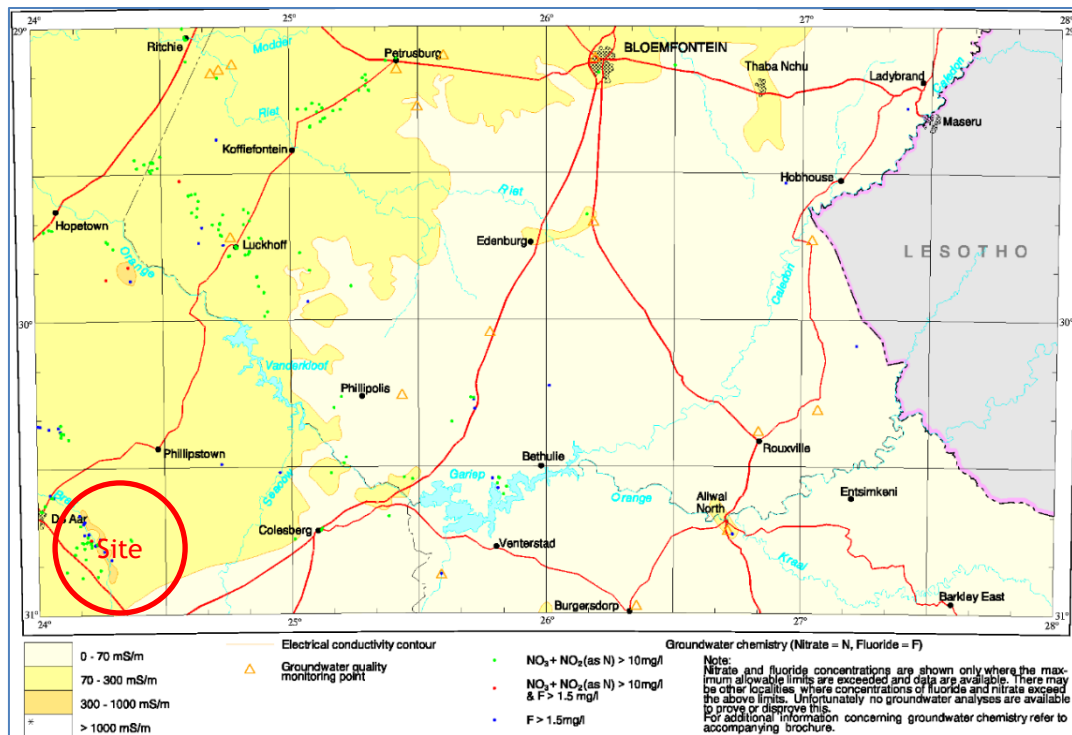 24° 25° 26° 27° 28°
29° 29°
Ritchie
Modder
Petrusburg
BLOEMFONTEIN
Thaba Nchu
Ladybrand
Caledon
Maseru
Riet
Koffiefontein
Hobhouse
Riet
Hopetown
Luckhoff
Edenburg
LESOTHO
Orange
Caledon
30° 30°
Vanderkloof
Phillipolis
Rouxville
Phillipstown
Bethulie
Seacow
Gariep
Orange
Aliwal
North
Entsimkeni
De Aar
Site
Colesberg
Venterstad
Kraai
Burgersdorp
Barkley East
31° 31°
24° 25° 26° 27° 28°
0 - 70 mS/m
70 - 300 mS/m
300 - 1000 mS/m
* > 1000 mS/m
Electrical conductivity contour
Groundwater quality
monitoring point
Groundwater chemistry (Nitrate = N, Fluoride = F)
NO3 + NO2 (as N) > 10mg/l
NO3 + NO2 (as N) > 10mg/l
& F > 1.5 mg/l
F > 1.5mg/l
Note:
Nitrate and fluoride concentrations are shown only where the max-
imum allowable limits are exceeded and data are available. There may
be other localities where concentrations of fluoride and nitrate exceed
the above limits. Unfortunately no groundwater analyses are available
to prove or disprove this.
For additional information concerning groundwater chemistry refer to
accompanying brochure.